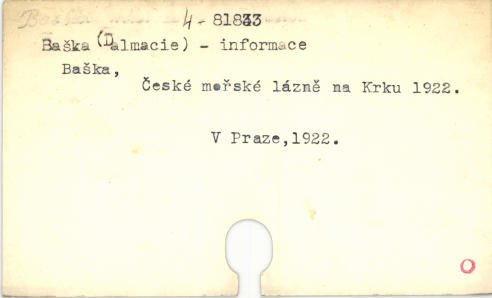 4-81833
Baška (Dalmacie) - informace
Baška,
České mořské lázně na Krku 1922.
V Praze,1922.